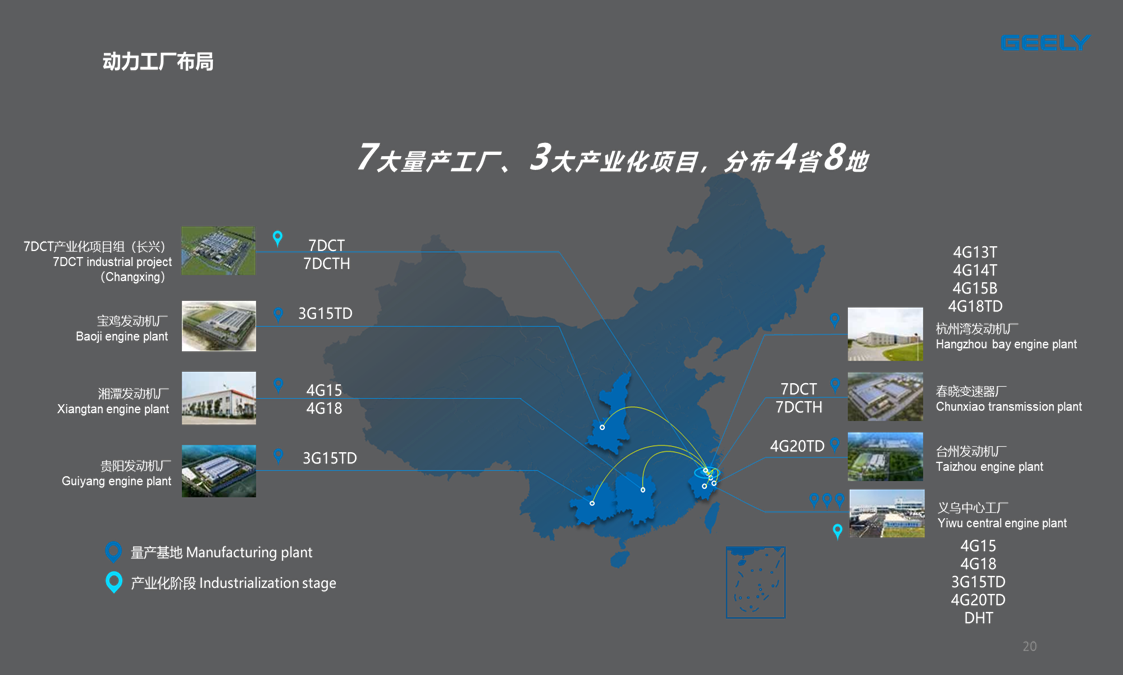 动力工厂布局
GEELY
7大量产工厂、3大产业化项目，分布4省8地
7DCT产业化项目组（长兴）
7DCT industrial project
（Changxing）
7DCT
7DCTH
宝鸡发动机厂
Baoji engine plant
3G15TD
湘潭发动机厂
Xiangtan engine plant
4G15
4G18
贵阳发动机厂
Guiyang engine plant
3G15TD
4G13T
4G14T
4G15B
4G18TD
杭州湾发动机厂
Hangzhou bay engine plant
7DCT
7DCTH
春晓变速器厂
Chunxiao transmission plant
4G20TD
台州发动机厂
Taizhou engine plant
义乌中心工厂
Yiwu central engine plant
4G15
4G18
3G15TD
4G20TD
DHT
量产基地 Manufacturing plant
产业化阶段 Industrialization stage
20